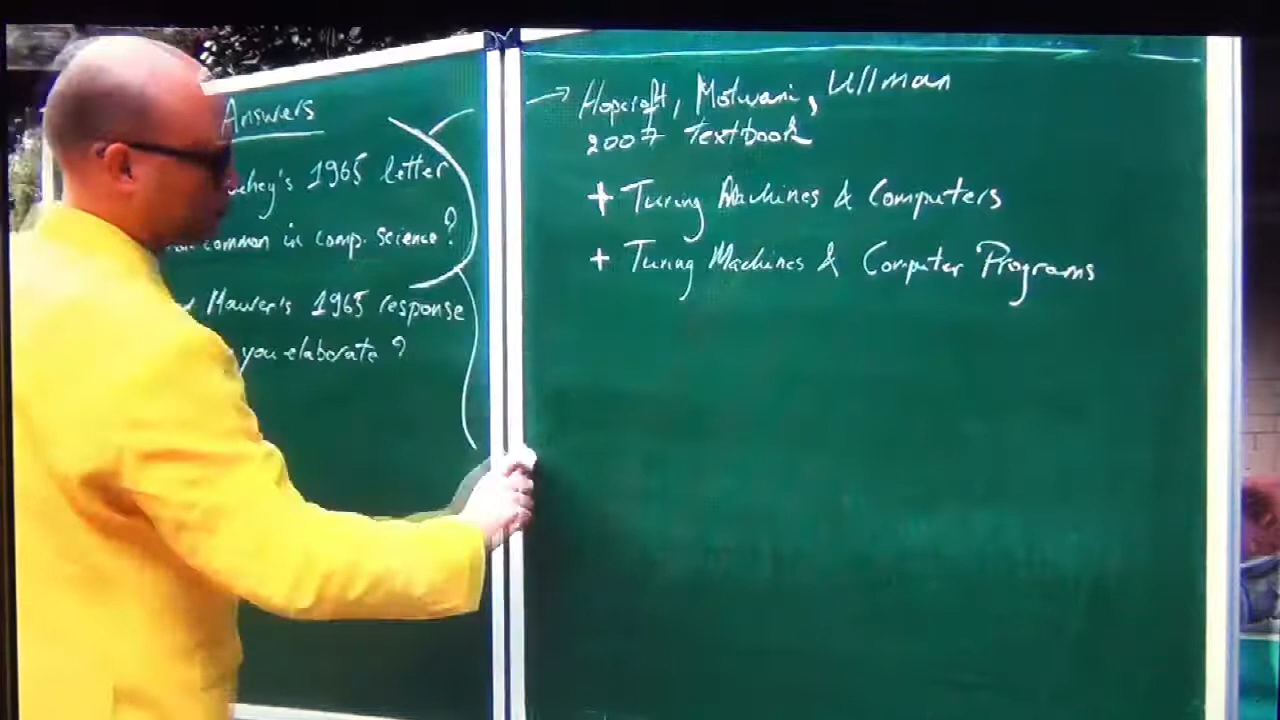 Answers
1965 letter
common in comp. science?
Maurer's 1965 response
you elaborate?
→ Hopcroft, Motwani, Ullman
2007 textbook
+ Turing Machines & Computers
+ Turing Machines & Computer Programs